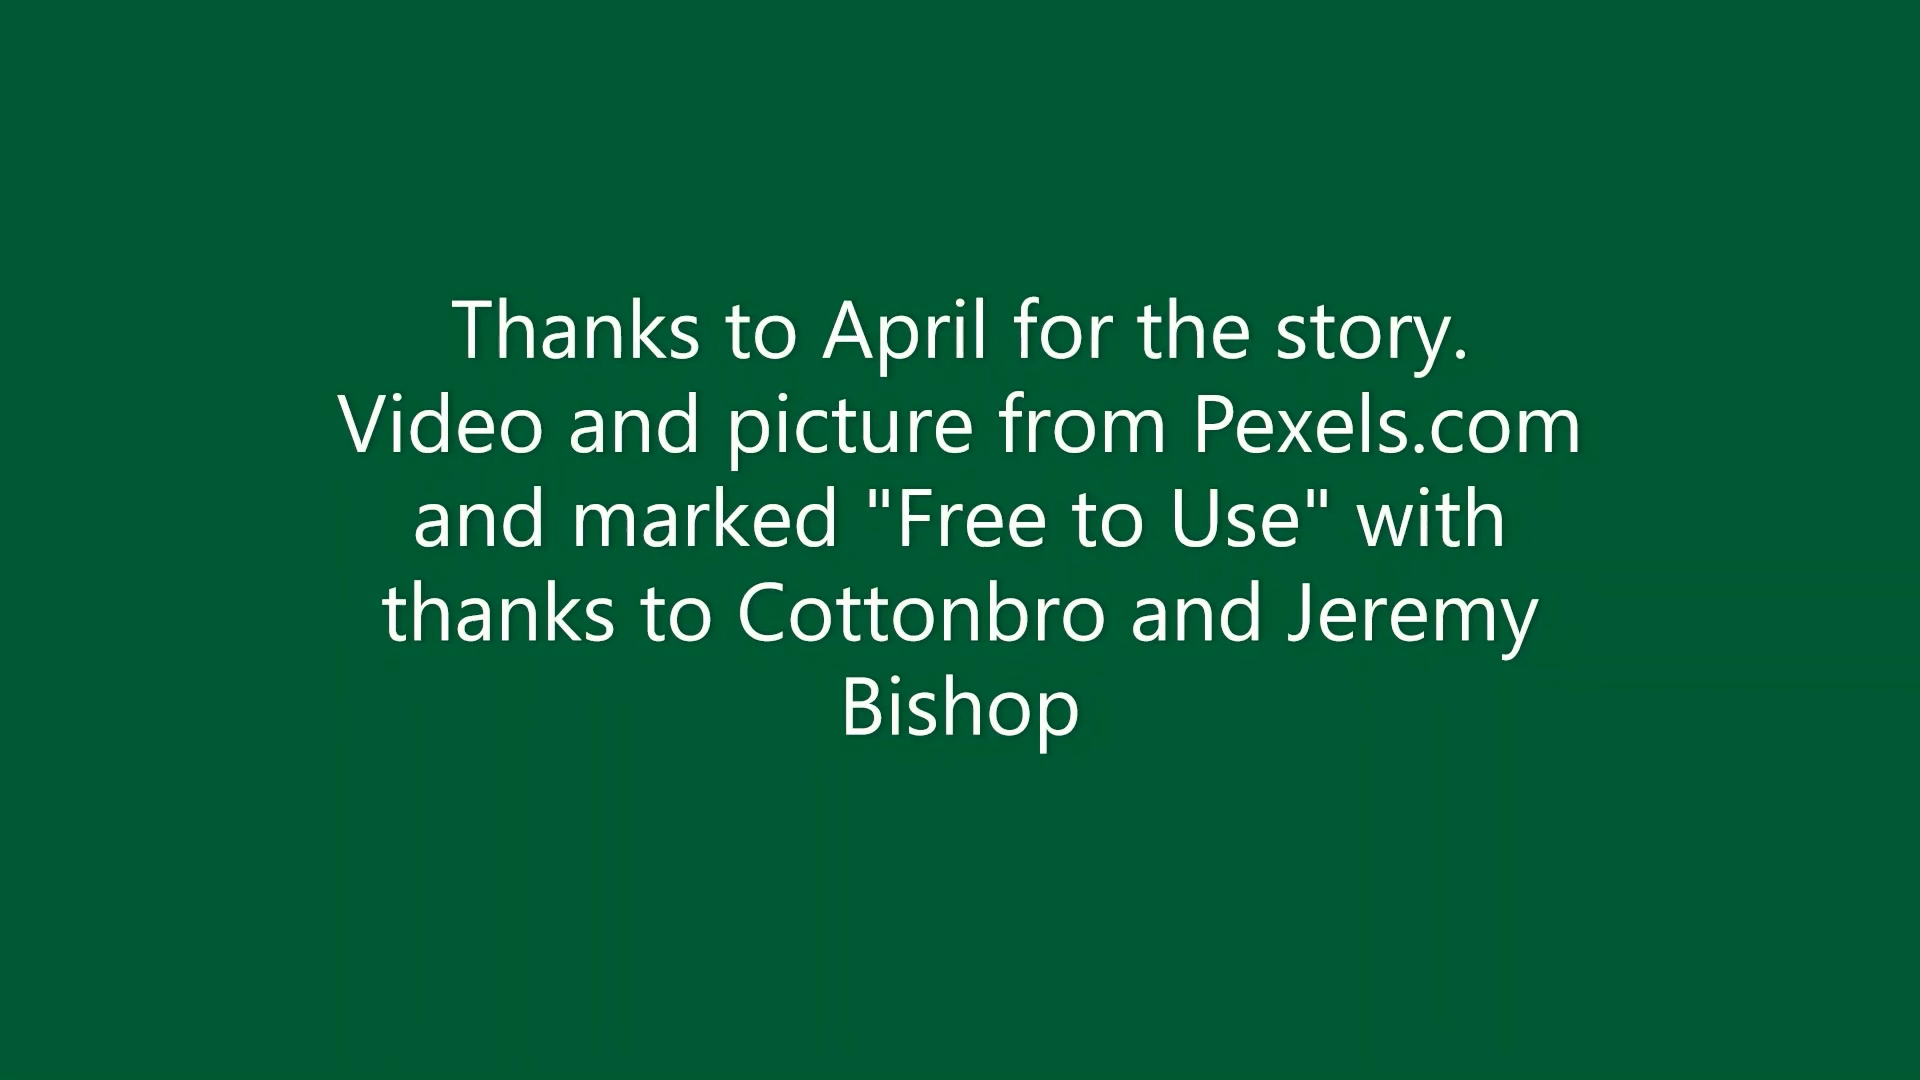 Thanks to April for the story.
Video and picture from Pexels.com
and marked "Free to Use" with
thanks to Cottonbro and Jeremy
Bishop